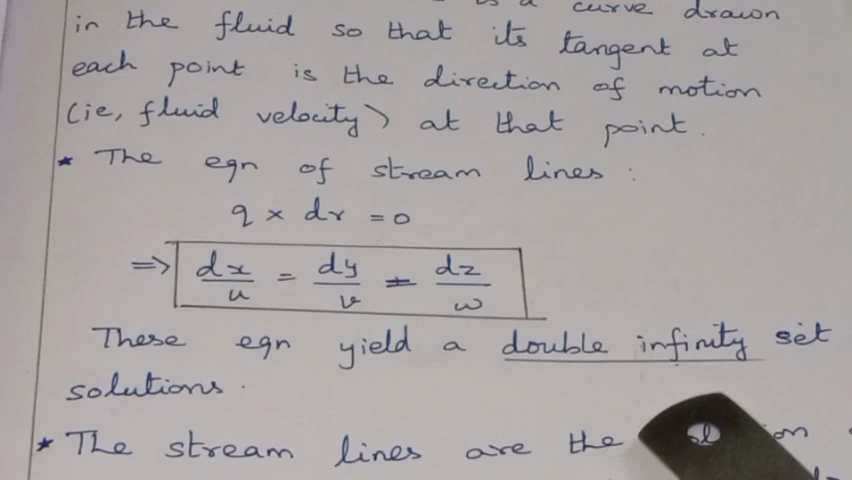 is a curve drawn
in the fluid so that its tangent at
each point is the direction of motion
(ie, fluid velocity) at that point.
* The eqn of stream lines :
q × dr = 0
⇒ dx/u = dy/v = dz/w
These eqn yield a double infinity set
solutions.
* The stream lines are the